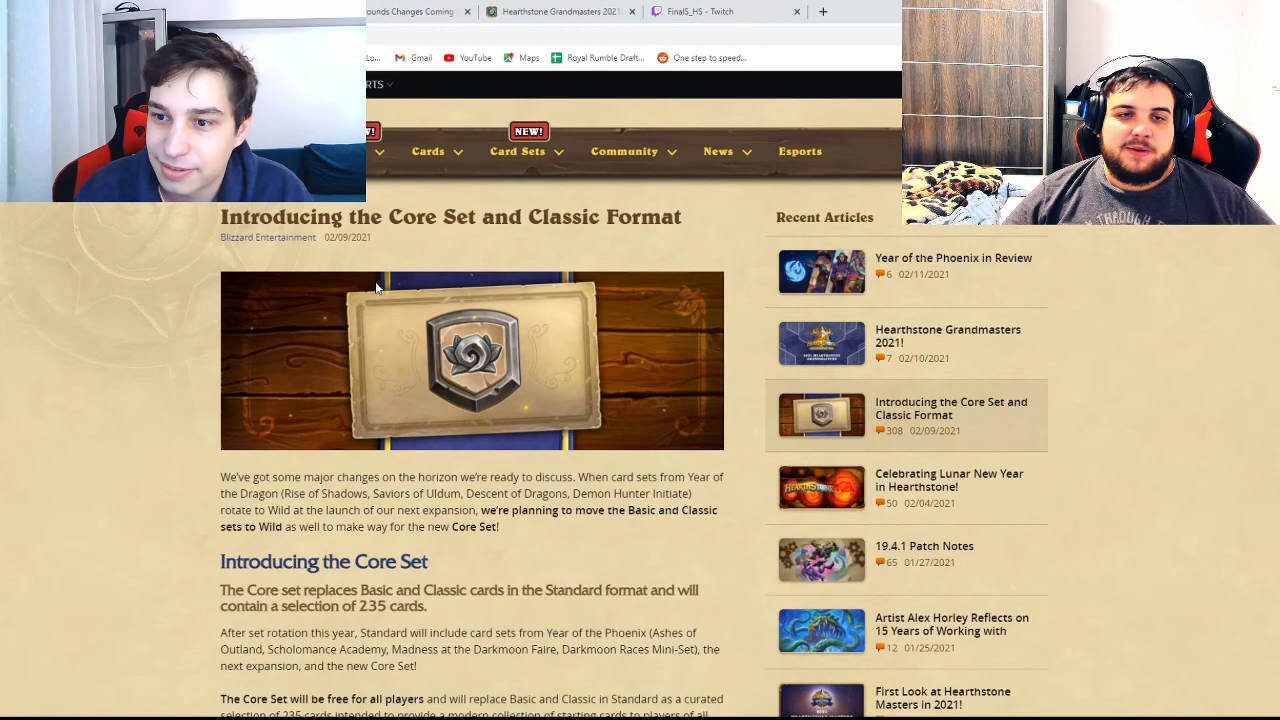 ounds Changes Coming
Hearthstone Grandmasters 2021
FinalS_HS - Twitch
Lo...
Gmail
YouTube
Maps
Royal Rumble Draft...
One step to speed...
RTS
NEW!
Cards
Card Sets
Community
News
Esports
Introducing the Core Set and Classic Format
Blizzard Entertainment 02/09/2021
We've got some major changes on the horizon we're ready to discuss. When card sets from Year of
the Dragon (Rise of Shadows, Saviors of Uldum, Descent of Dragons, Demon Hunter Initiate)
rotate to Wild at the launch of our next expansion, we're planning to move the Basic and Classic
sets to Wild as well to make way for the new Core Set!
Introducing the Core Set
The Core set replaces Basic and Classic cards in the Standard format and will
contain a selection of 235 cards.
After set rotation this year, Standard will include card sets from Year of the Phoenix (Ashes of
Outland, Scholomance Academy, Madness at the Darkmoon Faire, Darkmoon Races Mini-Set), the
next expansion, and the new Core Set!
The Core Set will be free for all players and will replace Basic and Classic in Standard as a curated
selection of 235 cards intended to provide a modern collection of starting cards to players of all
Recent Articles
Year of the Phoenix in Review
6 02/11/2021
Hearthstone Grandmasters
2021!
7 02/10/2021
Introducing the Core Set and
Classic Format
308 02/09/2021
HEARTHSTONE
Celebrating Lunar New Year
in Hearthstone!
50 02/04/2021
19.4.1 Patch Notes
65 01/27/2021
Artist Alex Horley Reflects on
15 Years of Working with
12 01/25/2021
First Look at Hearthstone
Masters in 2021!
THROUGH